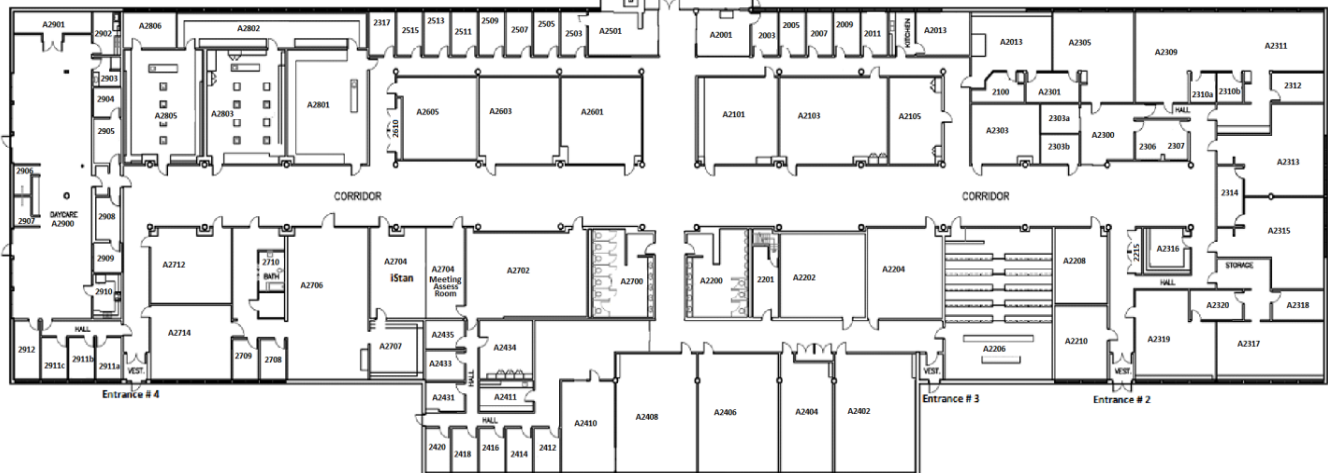 A2901
2902
A2806
A2802
2317
2515
2513
2511
2509
2507
2505
2503
A2501
A2001
2003
2005
2007
2009
2011
KITCHEN
A2013
A2013
A2305
A2309
A2311
2903
2904
2905
A2805
A2803
A2801
2610
A2605
A2603
A2601
A2101
A2103
A2105
2100
A2301
2310a
2310b
2312
HALL
A2303
2303a
2303b
A2300
2306
2307
A2313
2906
2907
DAYCARE
A2900
2908
2909
2910
CORRIDOR
CORRIDOR
2314
A2315
A2712
2710
BATH
A2706
A2704
iStan
A2704
Meeting
Assess
Room
A2702
A2700
A2200
2201
A2202
A2204
A2208
2215
A2316
STORAGE
HALL
A2714
A2707
A2435
A2434
A2433
HALL
A2431
A2411
A2206
A2210
A2320
A2318
A2319
A2317
HALL
2912
2911c
2911b
2911a
VEST.
2709
2708
VEST.
VEST.
Entrance # 4
Entrance # 3
Entrance # 2
HALL
2420
2418
2416
2414
2412
A2410
A2408
A2406
A2404
A2402